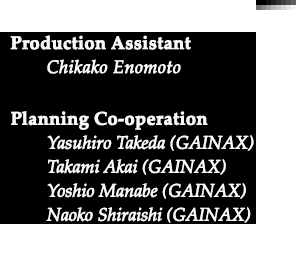 Production Assistant
Chikako Enomoto
Planning Co-operation
Yasuhiro Takeda (GAINAX)
Takami Akai (GAINAX)
Yoshio Manabe (GAINAX)
Naoko Shiraishi (GAINAX)